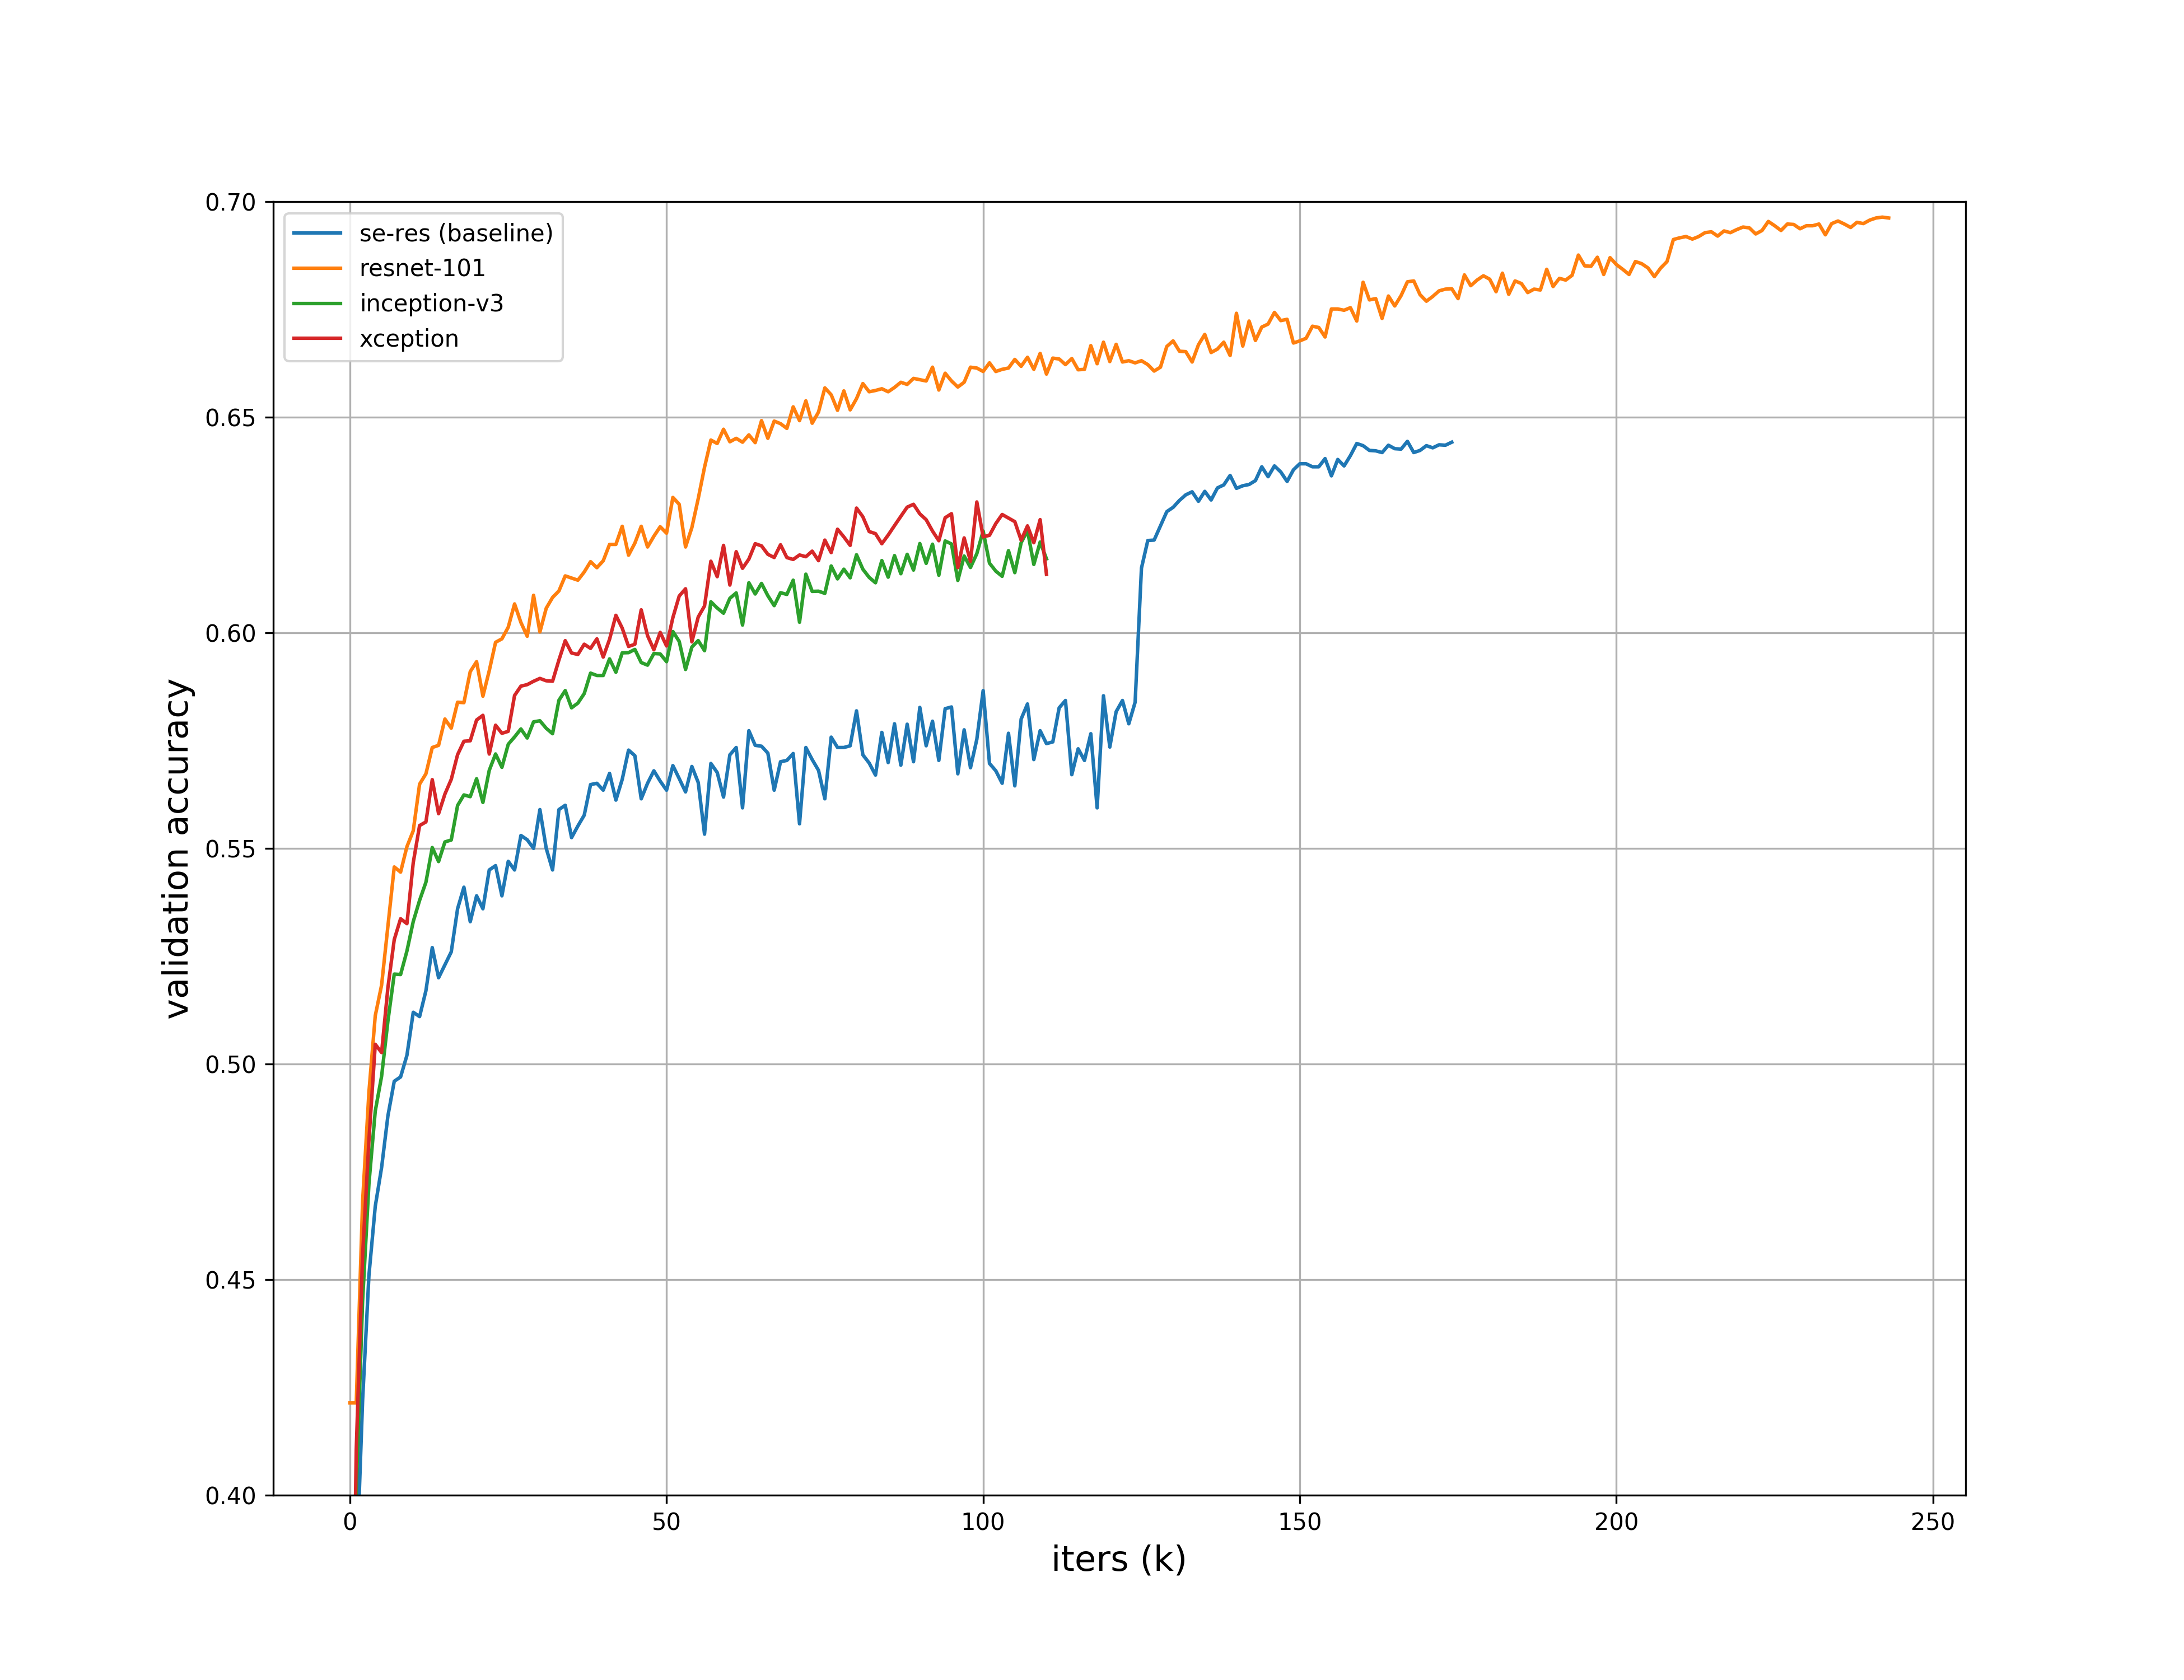 0.70
0.65
0.60
0.55
0.50
0.45
0.40
validation accuracy
se-res (baseline)
resnet-101
inception-v3
xception
0 50 100 150 200 250
iters (k)